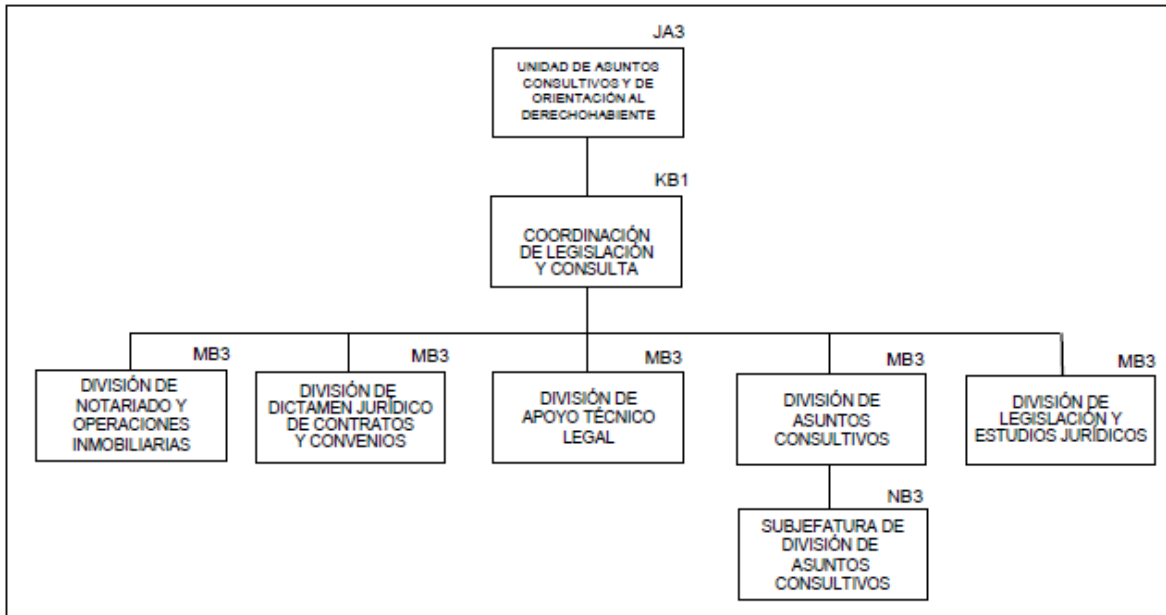 JA3
UNIDAD DE ASUNTOS
CONSULTIVOS Y DE
ORIENTACIÓN AL
DERECHOHABIENTE
KB1
COORDINACIÓN
DE LEGISLACIÓN
Y CONSULTA
MB3
DIVISIÓN DE
NOTARIADO Y
OPERACIONES
INMOBILIARIAS
MB3
DIVISIÓN DE
DICTAMEN JURÍDICO
DE CONTRATOS
Y CONVENIOS
MB3
DIVISIÓN DE
APOYO TÉCNICO
LEGAL
MB3
DIVISIÓN DE
ASUNTOS
CONSULTIVOS
MB3
DIVISIÓN DE
LEGISLACIÓN Y
ESTUDIOS JURÍDICOS
NB3
SUBJEFATURA DE
DIVISIÓN DE
ASUNTOS
CONSULTIVOS